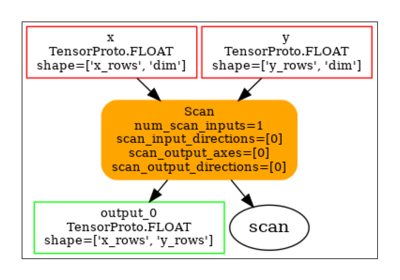 x
TensorProto.FLOAT
shape=['x_rows', 'dim']
y
TensorProto.FLOAT
shape=['y_rows', 'dim']
Scan
num_scan_inputs=1
scan_input_directions=[0]
scan_output_axes=[0]
scan_output_directions=[0]
output_0
TensorProto.FLOAT
shape=['x_rows', 'y_rows']
scan